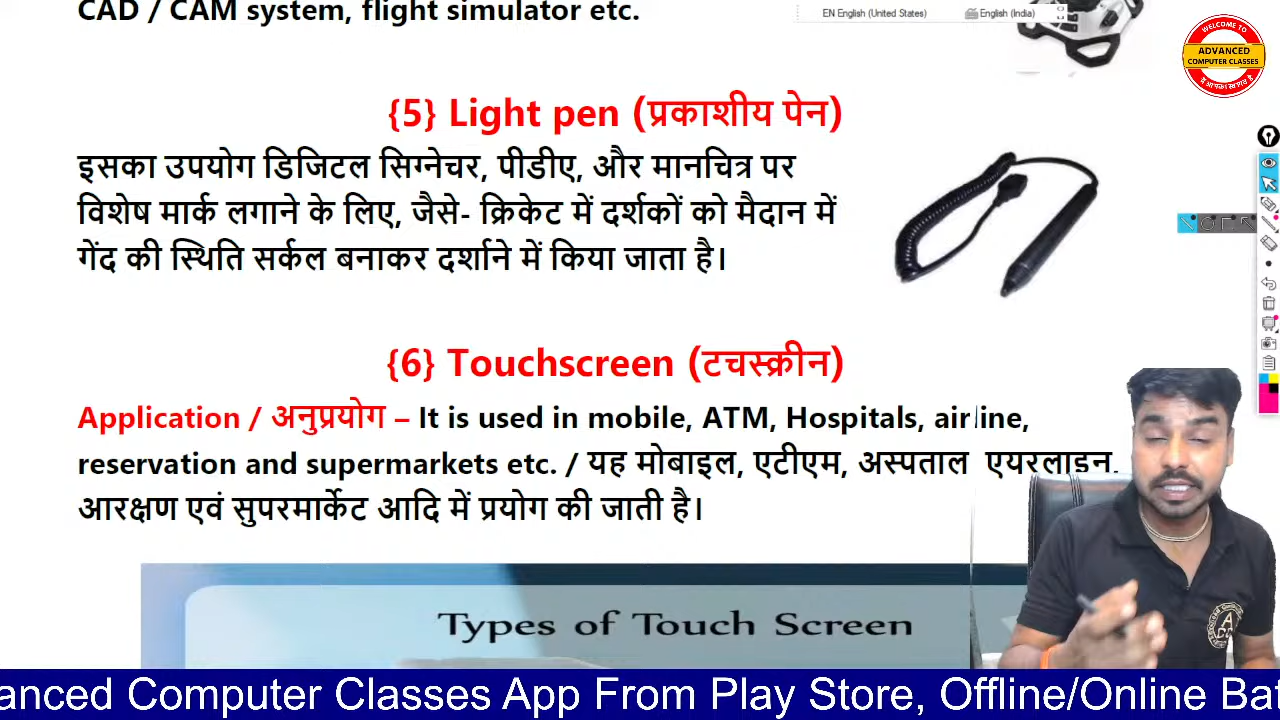 CAD / CAM system, flight simulator etc.
EN English (United States)
English (India)
WELCOME TO
ADVANCED
COMPUTER CLASSES
{5} Light pen (प्रकाशीय पेन)
इसका उपयोग डिजिटल सिग्नेचर, पीडीए, और मानचित्र पर
विशेष मार्क लगाने के लिए, जैसे- क्रिकेट में दर्शकों को मैदान में
गेंद की स्थिति सर्कल बनाकर दर्शाने में किया जाता है।
{6} Touchscreen (टचस्क्रीन)
Application / अनुप्रयोग – It is used in mobile, ATM, Hospitals, airline,
reservation and supermarkets etc. / यह मोबाइल, एटीएम, अस्पताल एयरलाइन,
आरक्षण एवं सुपरमार्केट आदि में प्रयोग की जाती है।
Types of Touch Screen
anced Computer Classes App From Play Store, Offline/Online Bat